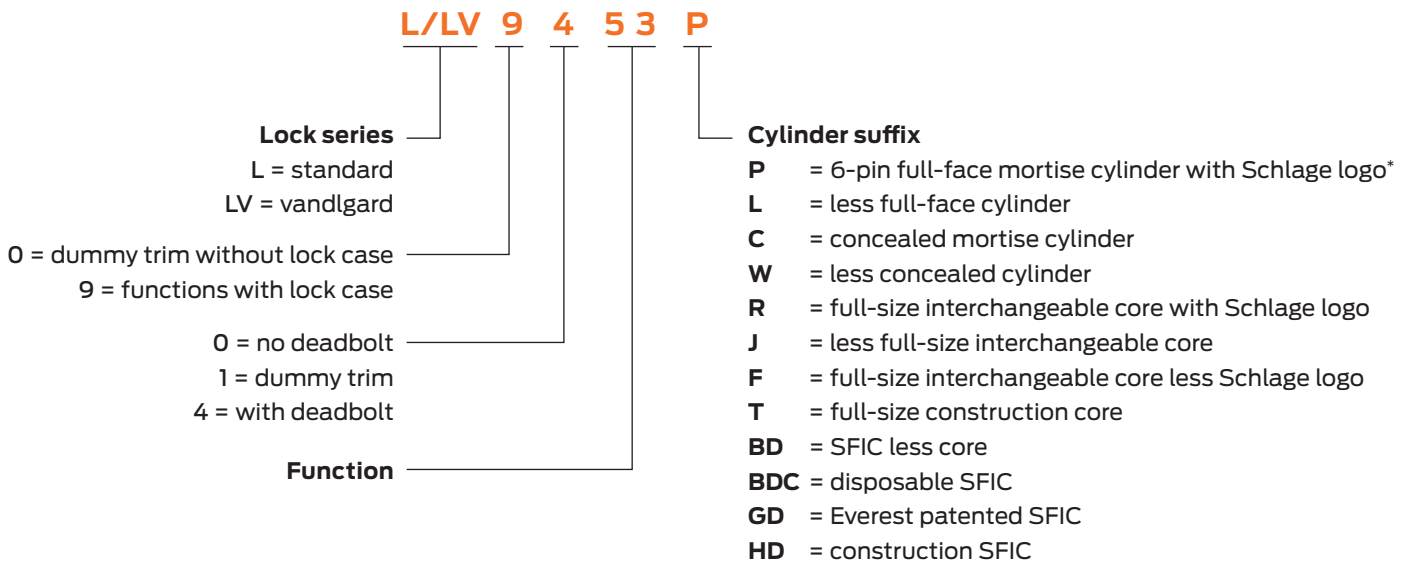 L/LV 9 4 5 3 P
Lock series
L = standard
LV = vandlgard
0 = dummy trim without lock case
9 = functions with lock case
0 = no deadbolt
1 = dummy trim
4 = with deadbolt
Function
Cylinder suffix
P = 6-pin full-face mortise cylinder with Schlage logo*
L = less full-face cylinder
C = concealed mortise cylinder
W = less concealed cylinder
R = full-size interchangeable core with Schlage logo
J = less full-size interchangeable core
F = full-size interchangeable core less Schlage logo
T = full-size construction core
BD = SFIC less core
BDC = disposable SFIC
GD = Everest patented SFIC
HD = construction SFIC